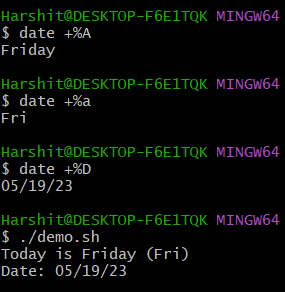 Harshit@DESKTOP-F6E1TQK MINGW64
$ date +%A
Friday
Harshit@DESKTOP-F6E1TQK MINGW64
$ date +%a
Fri
Harshit@DESKTOP-F6E1TQK MINGW64
$ date +%D
05/19/23
Harshit@DESKTOP-F6E1TQK MINGW64
$ ./demo.sh
Today is Friday (Fri)
Date: 05/19/23